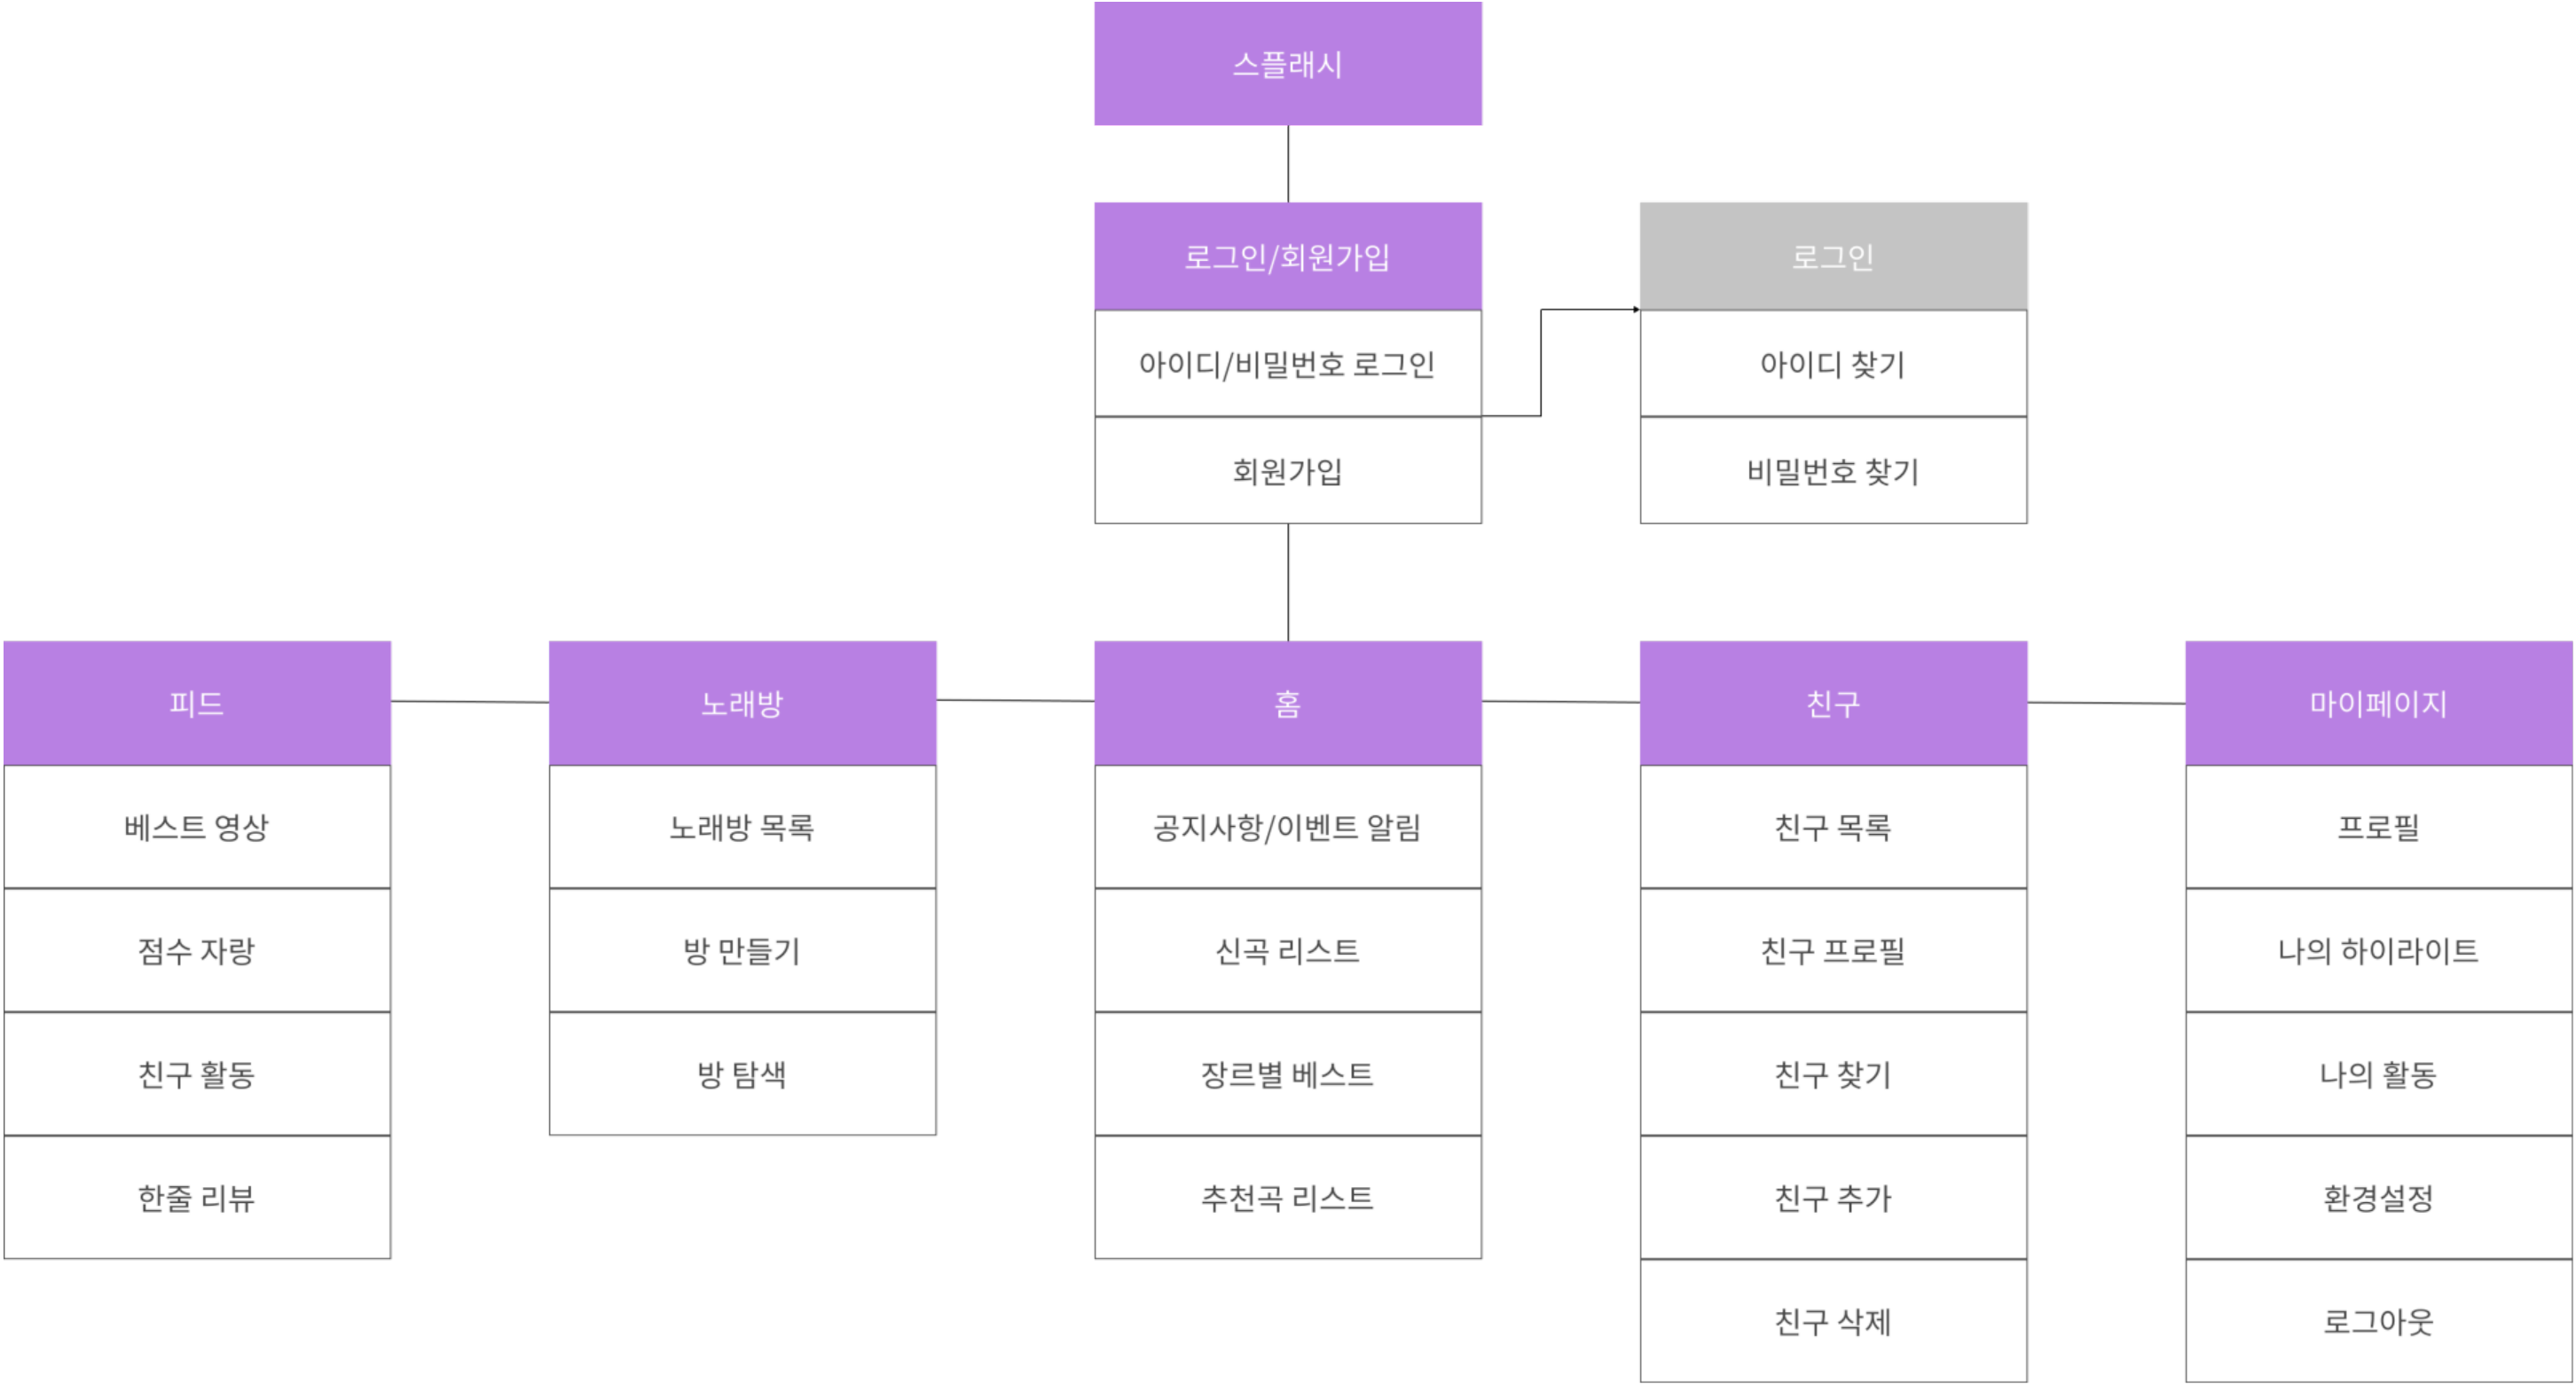 스플래시
로그인/회원가입
아이디/비밀번호 로그인
회원가입
로그인
아이디 찾기
비밀번호 찾기
피드
베스트 영상
점수 자랑
친구 활동
한줄 리뷰
노래방
노래방 목록
방 만들기
방 탐색
홈
공지사항/이벤트 알림
신곡 리스트
장르별 베스트
추천곡 리스트
친구
친구 목록
친구 프로필
친구 찾기
친구 추가
친구 삭제
마이페이지
프로필
나의 하이라이트
나의 활동
환경설정
로그아웃